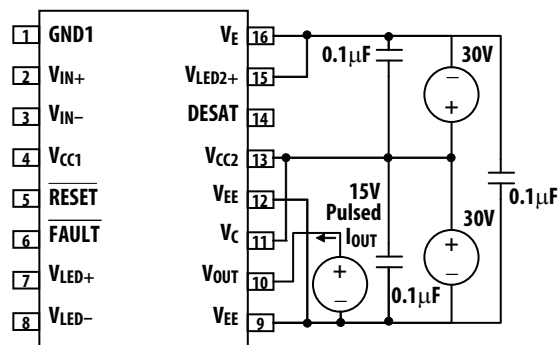 1 GND1
2 VIN+
3 VIN–
4 VCC1
5 RESET
6 FAULT
7 VLED+
8 VLED–
VE 16
VLED2+ 15
DESAT 14
VCC2 13
VEE 12
VC 11
VOUT 10
VEE 9
0.1μF
30V
–
+
0.1μF
15V
Pulsed
IOUT
30V
+
–
+
–
0.1μF